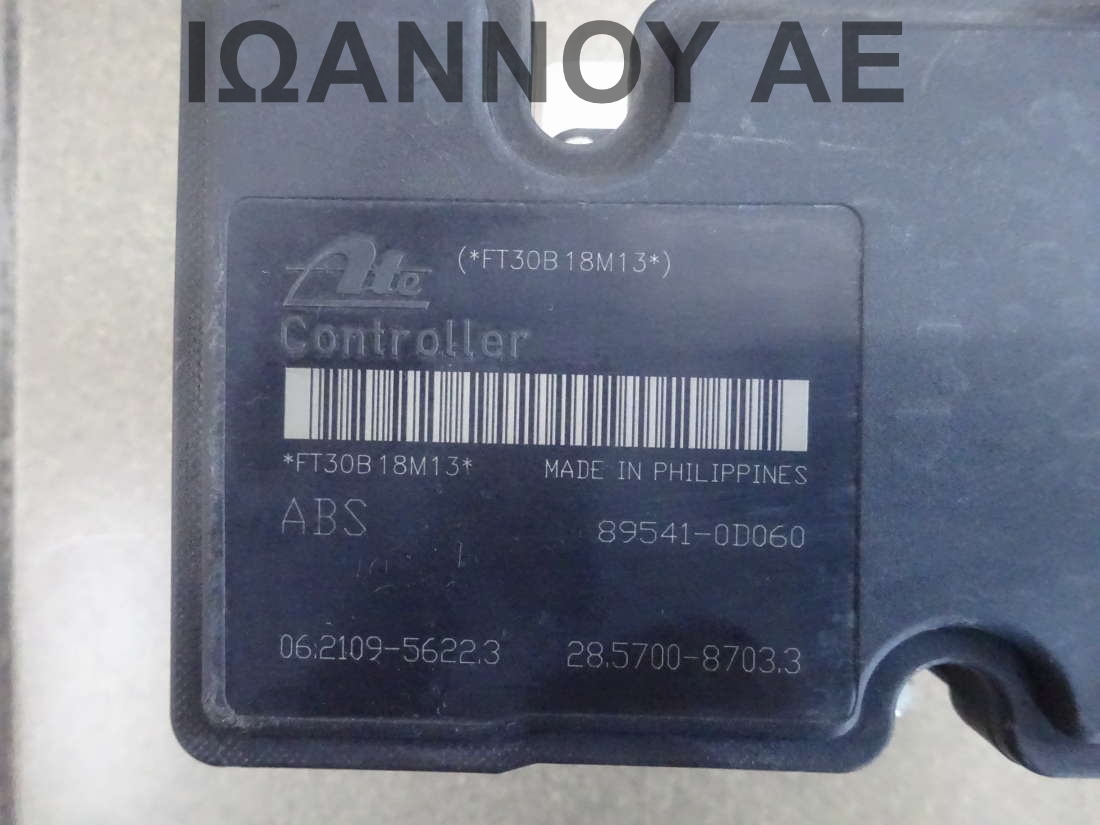 ΙΩΑΝΝΟΥ ΑΕ
Ate (*FT30B18M13*)
Controller
*FT30B18M13* MADE IN PHILIPPINES
ABS 89541-0D060
06.2109-5622.3 28.5700-8703.3